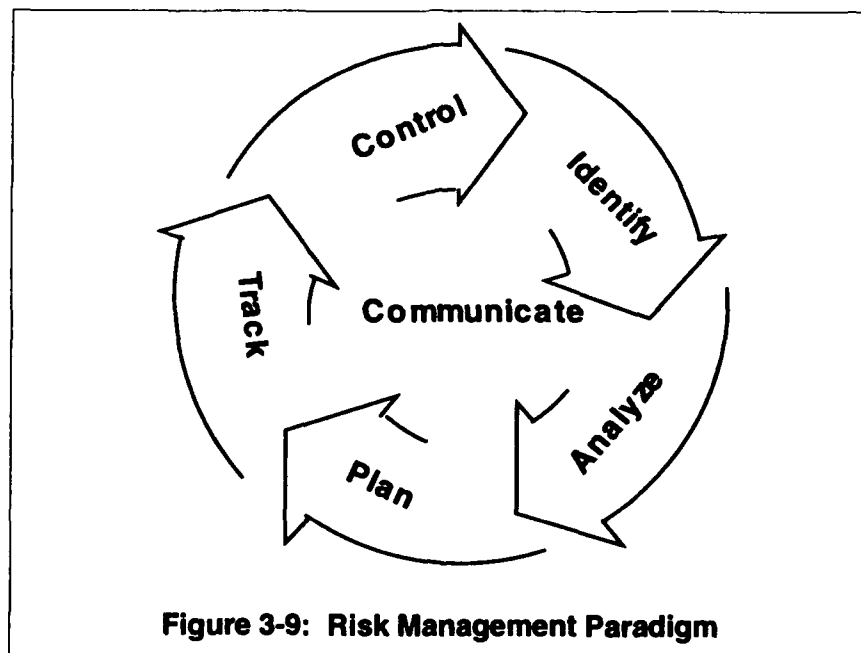 Control
Identify
Track
Communicate
Analyze
Plan
Figure 3-9: Risk Management Paradigm